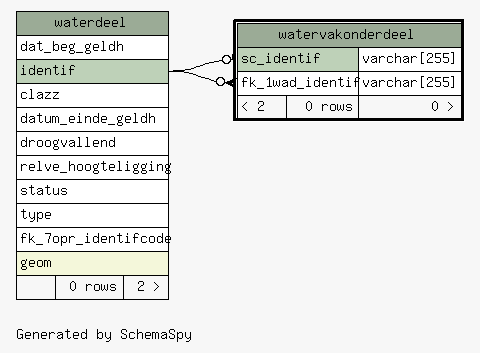 waterdeel
dat_beg_geldh
identif
clazz
datum_einde_geldh
droogvallend
relve_hoogteligging
status
type
fk_7opr_identifcode
geom
0 rows 2 >
watervakonderdeel
sc_identif varchar[255]
fk_1wad_identif varchar[255]
< 2 0 rows 0 >
Generated by SchemaSpy